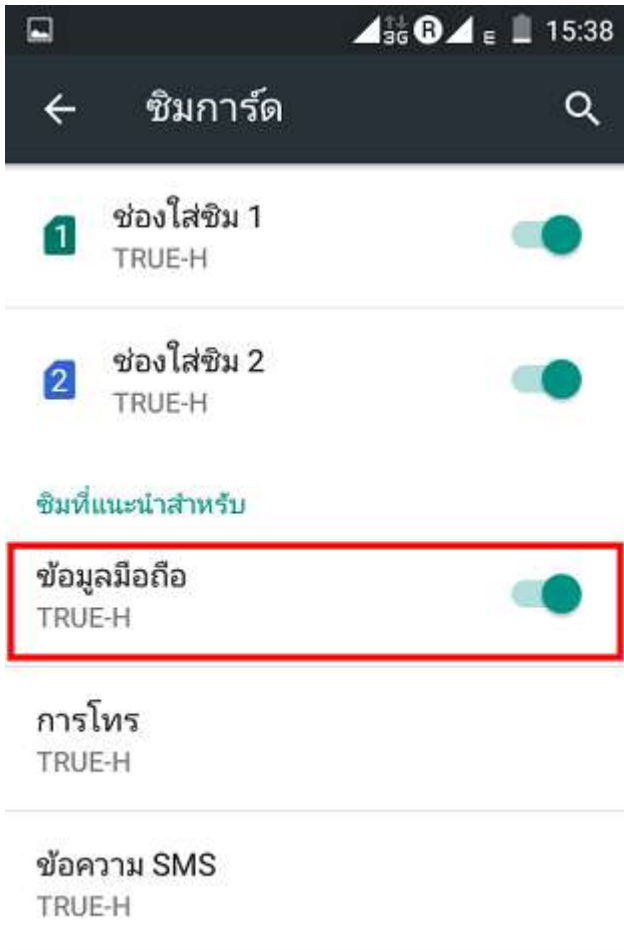 3G R E 15:38
ซิมการ์ด
1
ช่องใส่ซิม 1
TRUE-H
2
ช่องใส่ซิม 2
TRUE-H
ซิมที่แนะนำสำหรับ
ข้อมูลมือถือ
TRUE-H
การโทร
TRUE-H
ข้อความ SMS
TRUE-H